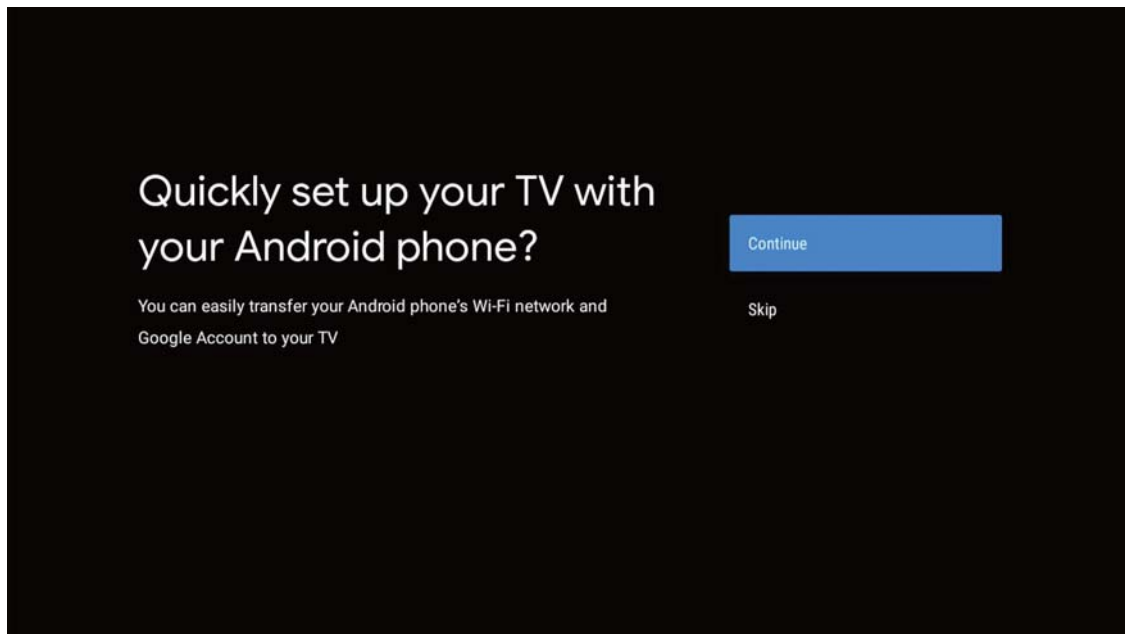 Quickly set up your TV with
your Android phone?
You can easily transfer your Android phone's Wi-Fi network and
Google Account to your TV
Continue
Skip